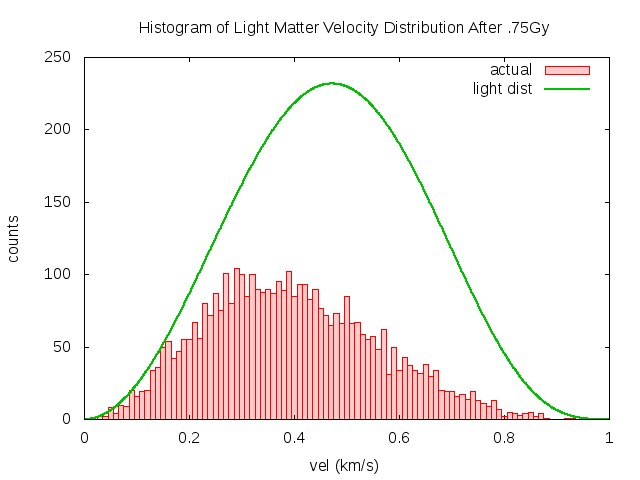 Histogram of Light Matter Velocity Distribution After .75Gy
250
200
150
100
50
0
counts
actual
light dist
0 0.2 0.4 0.6 0.8 1
vel (km/s)